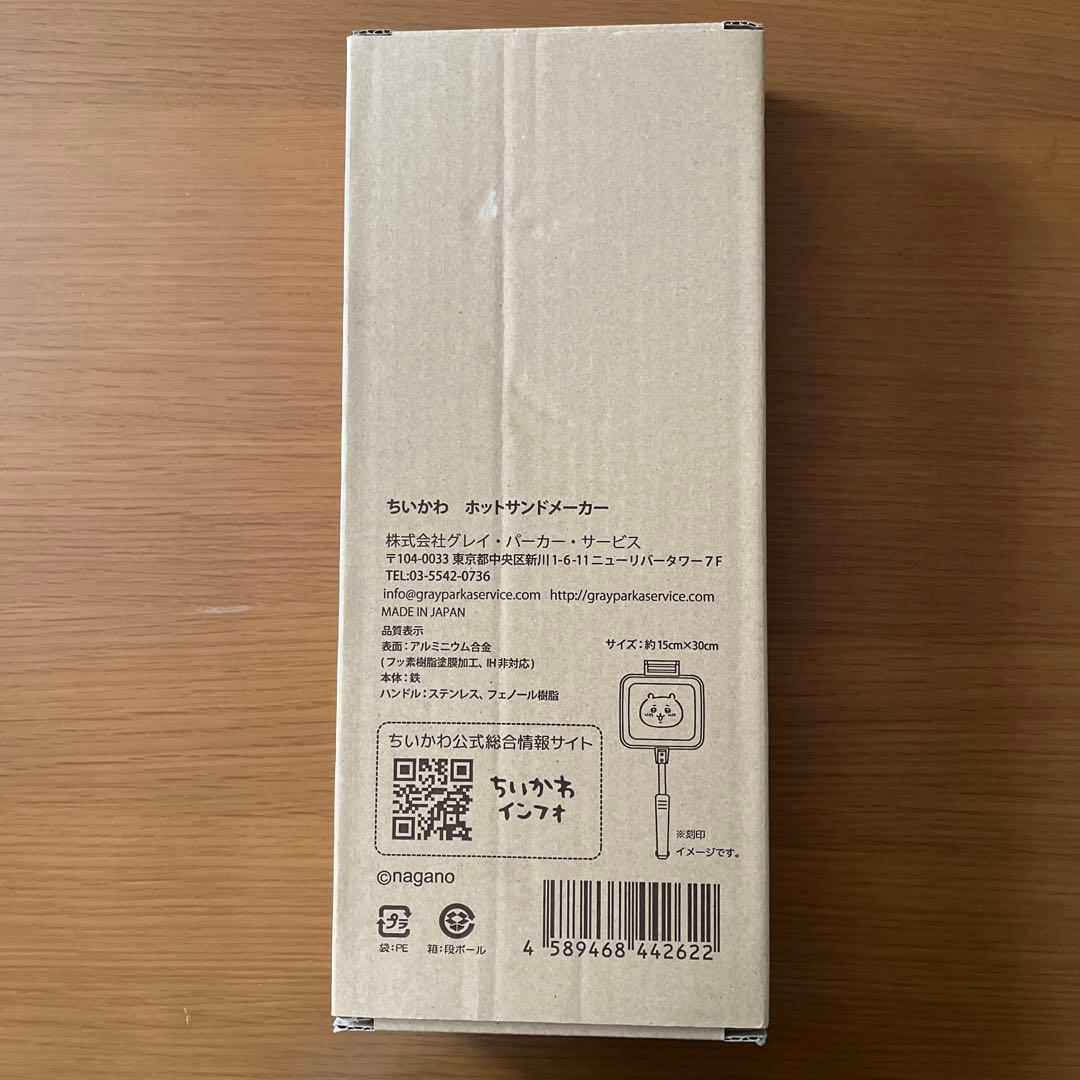 ちいかわ ホットサンドメーカー
株式会社グレイ・パーカー・サービス
〒104-0033 東京都中央区新川1-6-11ニューリバータワー7F
TEL:03-5542-0736
info@grayparkaservice.com http://grayparkaservice.com
MADE IN JAPAN
品質表示
表面：アルミニウム合金
(フッ素樹脂塗膜加工、IH非対応)
本体：鉄
ハンドル：ステンレス、フェノール樹脂
サイズ：約15cm×30cm
※刻印
イメージです。
ちいかわ公式総合情報サイト
ちいかわ
インフォ
©nagano
プラ
袋：PE
箱：段ボール
4 589468 442622